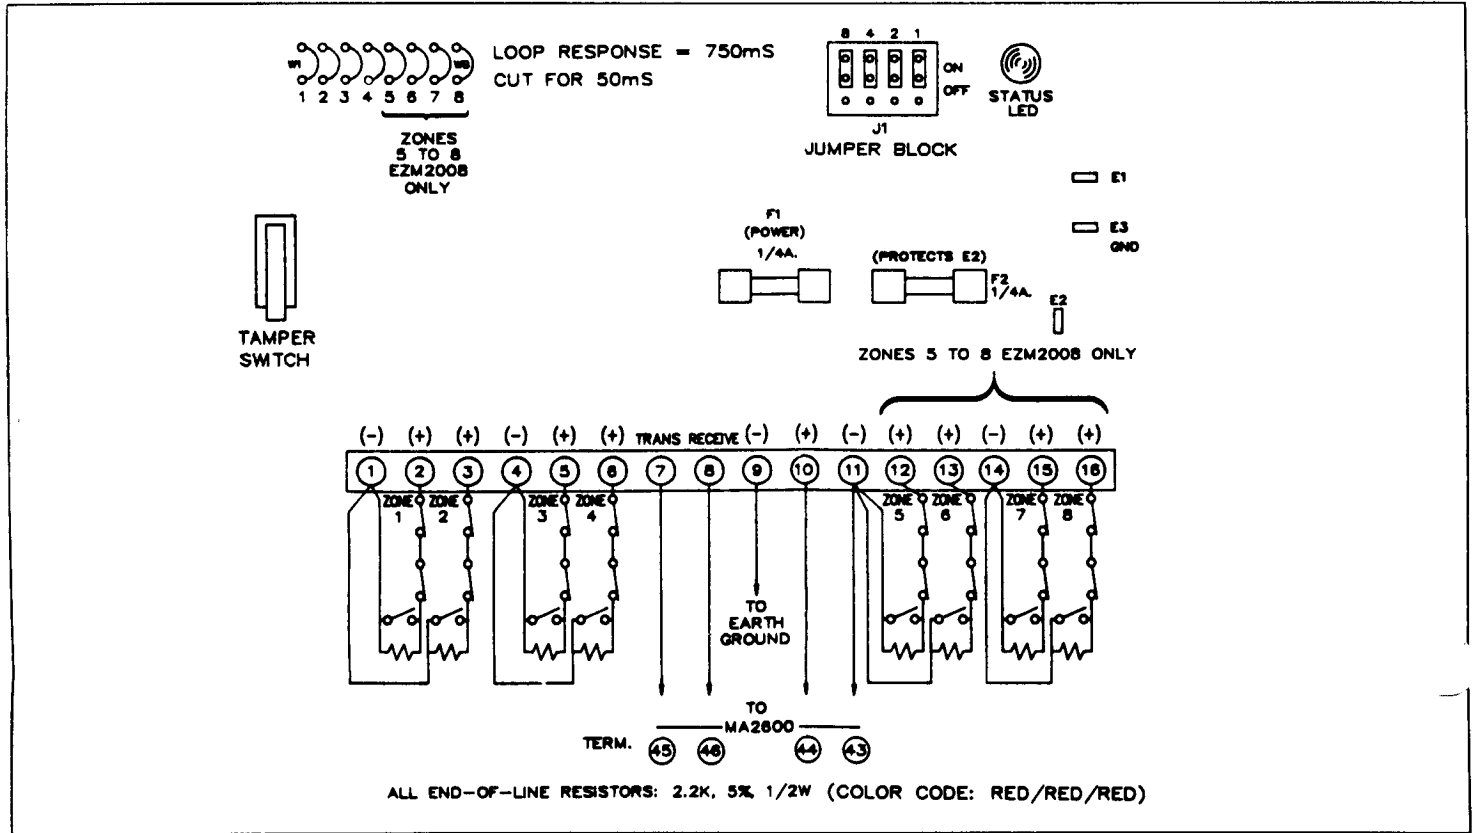 W1 W8 LOOP RESPONSE = 750mS
CUT FOR 50mS
1 2 3 4 5 6 7 8
ZONES
5 TO 8
EZM2008
ONLY
8 4 2 1
ON
OFF
J1
JUMPER BLOCK
STATUS
LED
E1
E3
GND
F1
(POWER)
1/4A.
(PROTECTS E2)
F2
1/4A.
E2
TAMPER
SWITCH
ZONES 5 TO 8 EZM2008 ONLY
(-) (+) (+) (-) (+) (+) TRANS RECEIVE (-) (+) (-) (+) (+) (-) (+) (+)
1 2 3 4 5 6 7 8 9 10 11 12 13 14 15 16
ZONE ZONE ZONE ZONE ZONE ZONE ZONE ZONE
1 2 3 4 5 6 7 8
TO
EARTH
GROUND
TO
MA2600
TERM. 45 46 44 43
ALL END-OF-LINE RESISTORS: 2.2K, 5%, 1/2W (COLOR CODE: RED/RED/RED)